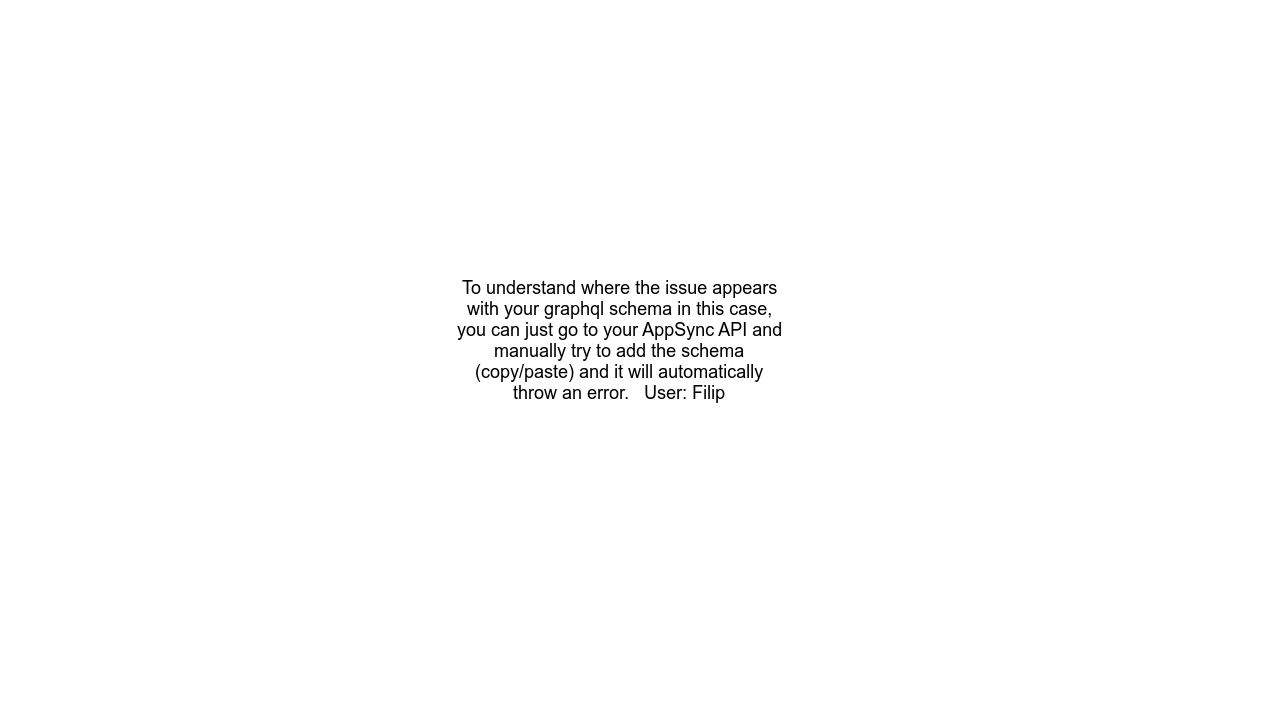 To understand where the issue appears
with your graphql schema in this case,
you can just go to your AppSync API and
manually try to add the schema
(copy/paste) and it will automatically
throw an error.   User: Filip